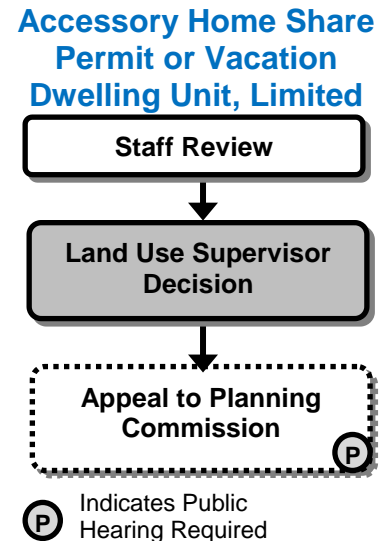 Accessory Home Share
Permit or Vacation
Dwelling Unit, Limited
Staff Review
Land Use Supervisor
Decision
Appeal to Planning
Commission
P
P
Indicates Public
Hearing Required